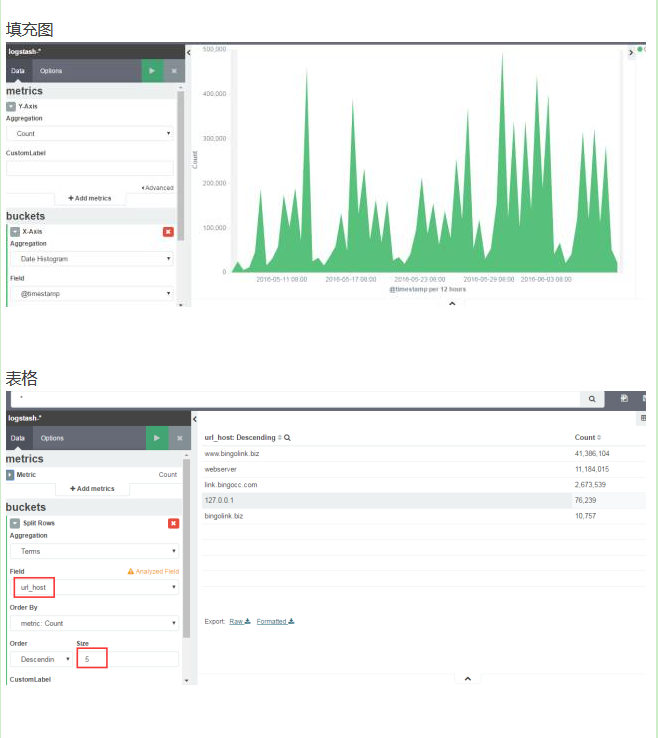 填充图
logstash-*
Data Options
metrics
Y-Axis
Aggregation
Count
CustomLabel
Advanced
Add metrics
buckets
X-Axis
Aggregation
Date Histogram
Field
@timestamp
500,000
400,000
300,000
200,000
100,000
0
Count
2016-05-11 08:00 2016-05-17 08:00 2016-05-23 08:00 2016-05-29 08:00 2016-06-03 08:00
@timestamp per 12 hours
表格
*
logstash-*
Data Options
metrics
Metric Count
Add metrics
buckets
Split Rows
Aggregation
Terms
Field Analyzed Field
url_host
Order By
metric: Count
Order Size
Descendin 5
CustomLabel
url_host: Descending Count
www.bingolink.biz 41,386,104
webserver 11,184,015
link.bingocc.com 2,673,539
127.0.0.1 76,239
bingolink.biz 10,757
Export: Raw Formatted